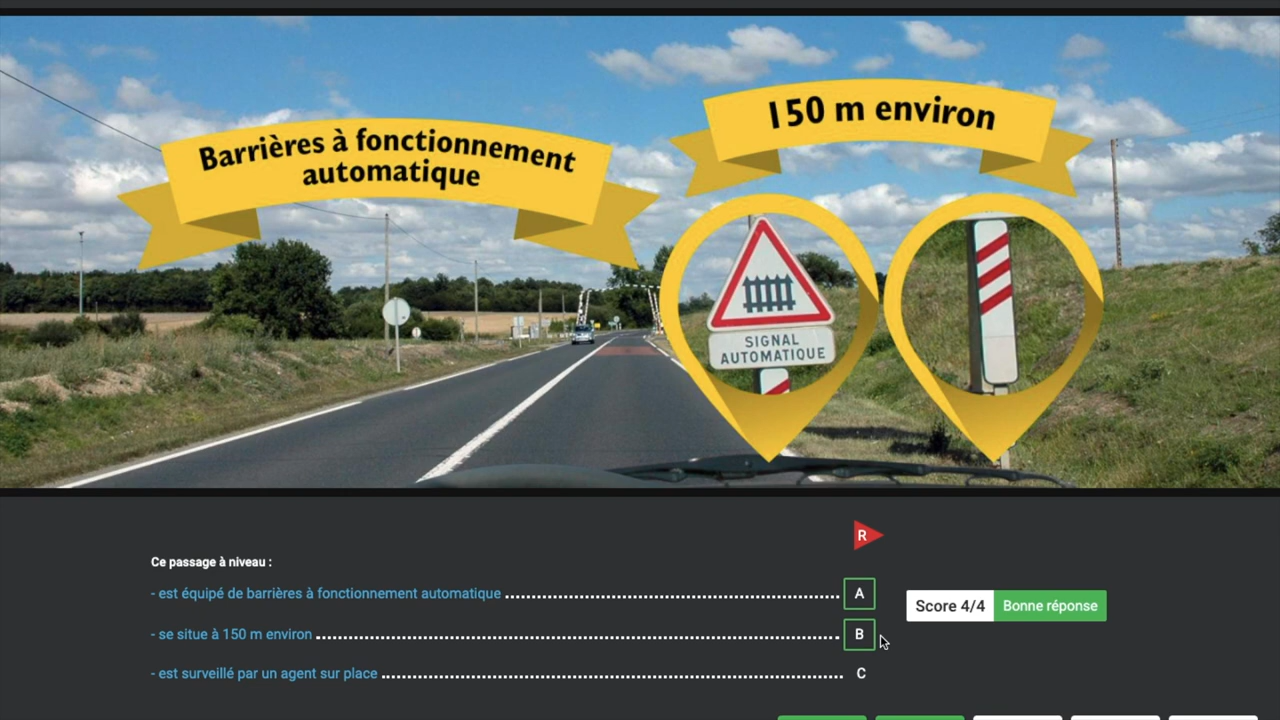 Barrières à fonctionnement
automatique
150 m environ
SIGNAL
AUTOMATIQUE
R
Ce passage à niveau :
- est équipé de barrières à fonctionnement automatique A
- se situe à 150 m environ B
- est surveillé par un agent sur place C
Score 4/4 Bonne réponse